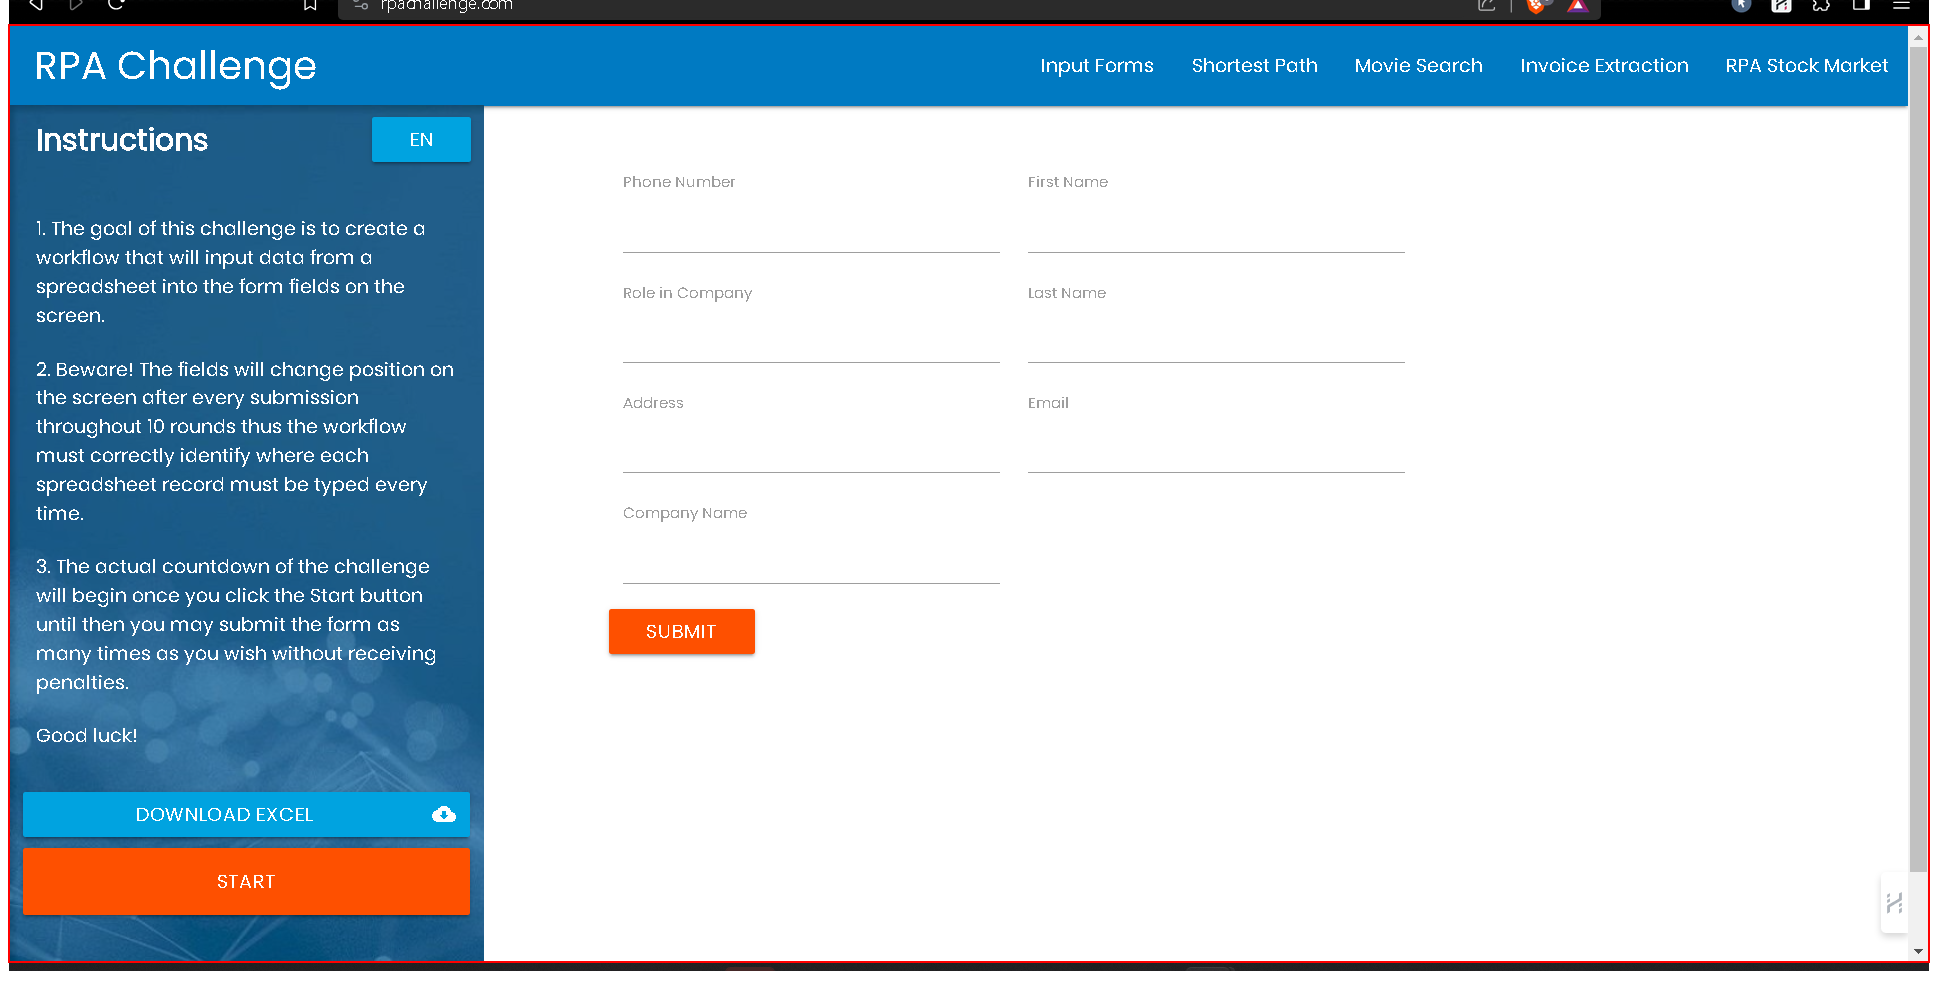 rpachallenge.com
RPA Challenge
Input Forms
Shortest Path
Movie Search
Invoice Extraction
RPA Stock Market
Instructions
EN
1. The goal of this challenge is to create a
workflow that will input data from a
spreadsheet into the form fields on the
screen.
2. Beware! The fields will change position on
the screen after every submission
throughout 10 rounds thus the workflow
must correctly identify where each
spreadsheet record must be typed every
time.
3. The actual countdown of the challenge
will begin once you click the Start button
until then you may submit the form as
many times as you wish without receiving
penalties.
Good luck!
DOWNLOAD EXCEL
START
Phone Number
First Name
Role in Company
Last Name
Address
Email
Company Name
SUBMIT